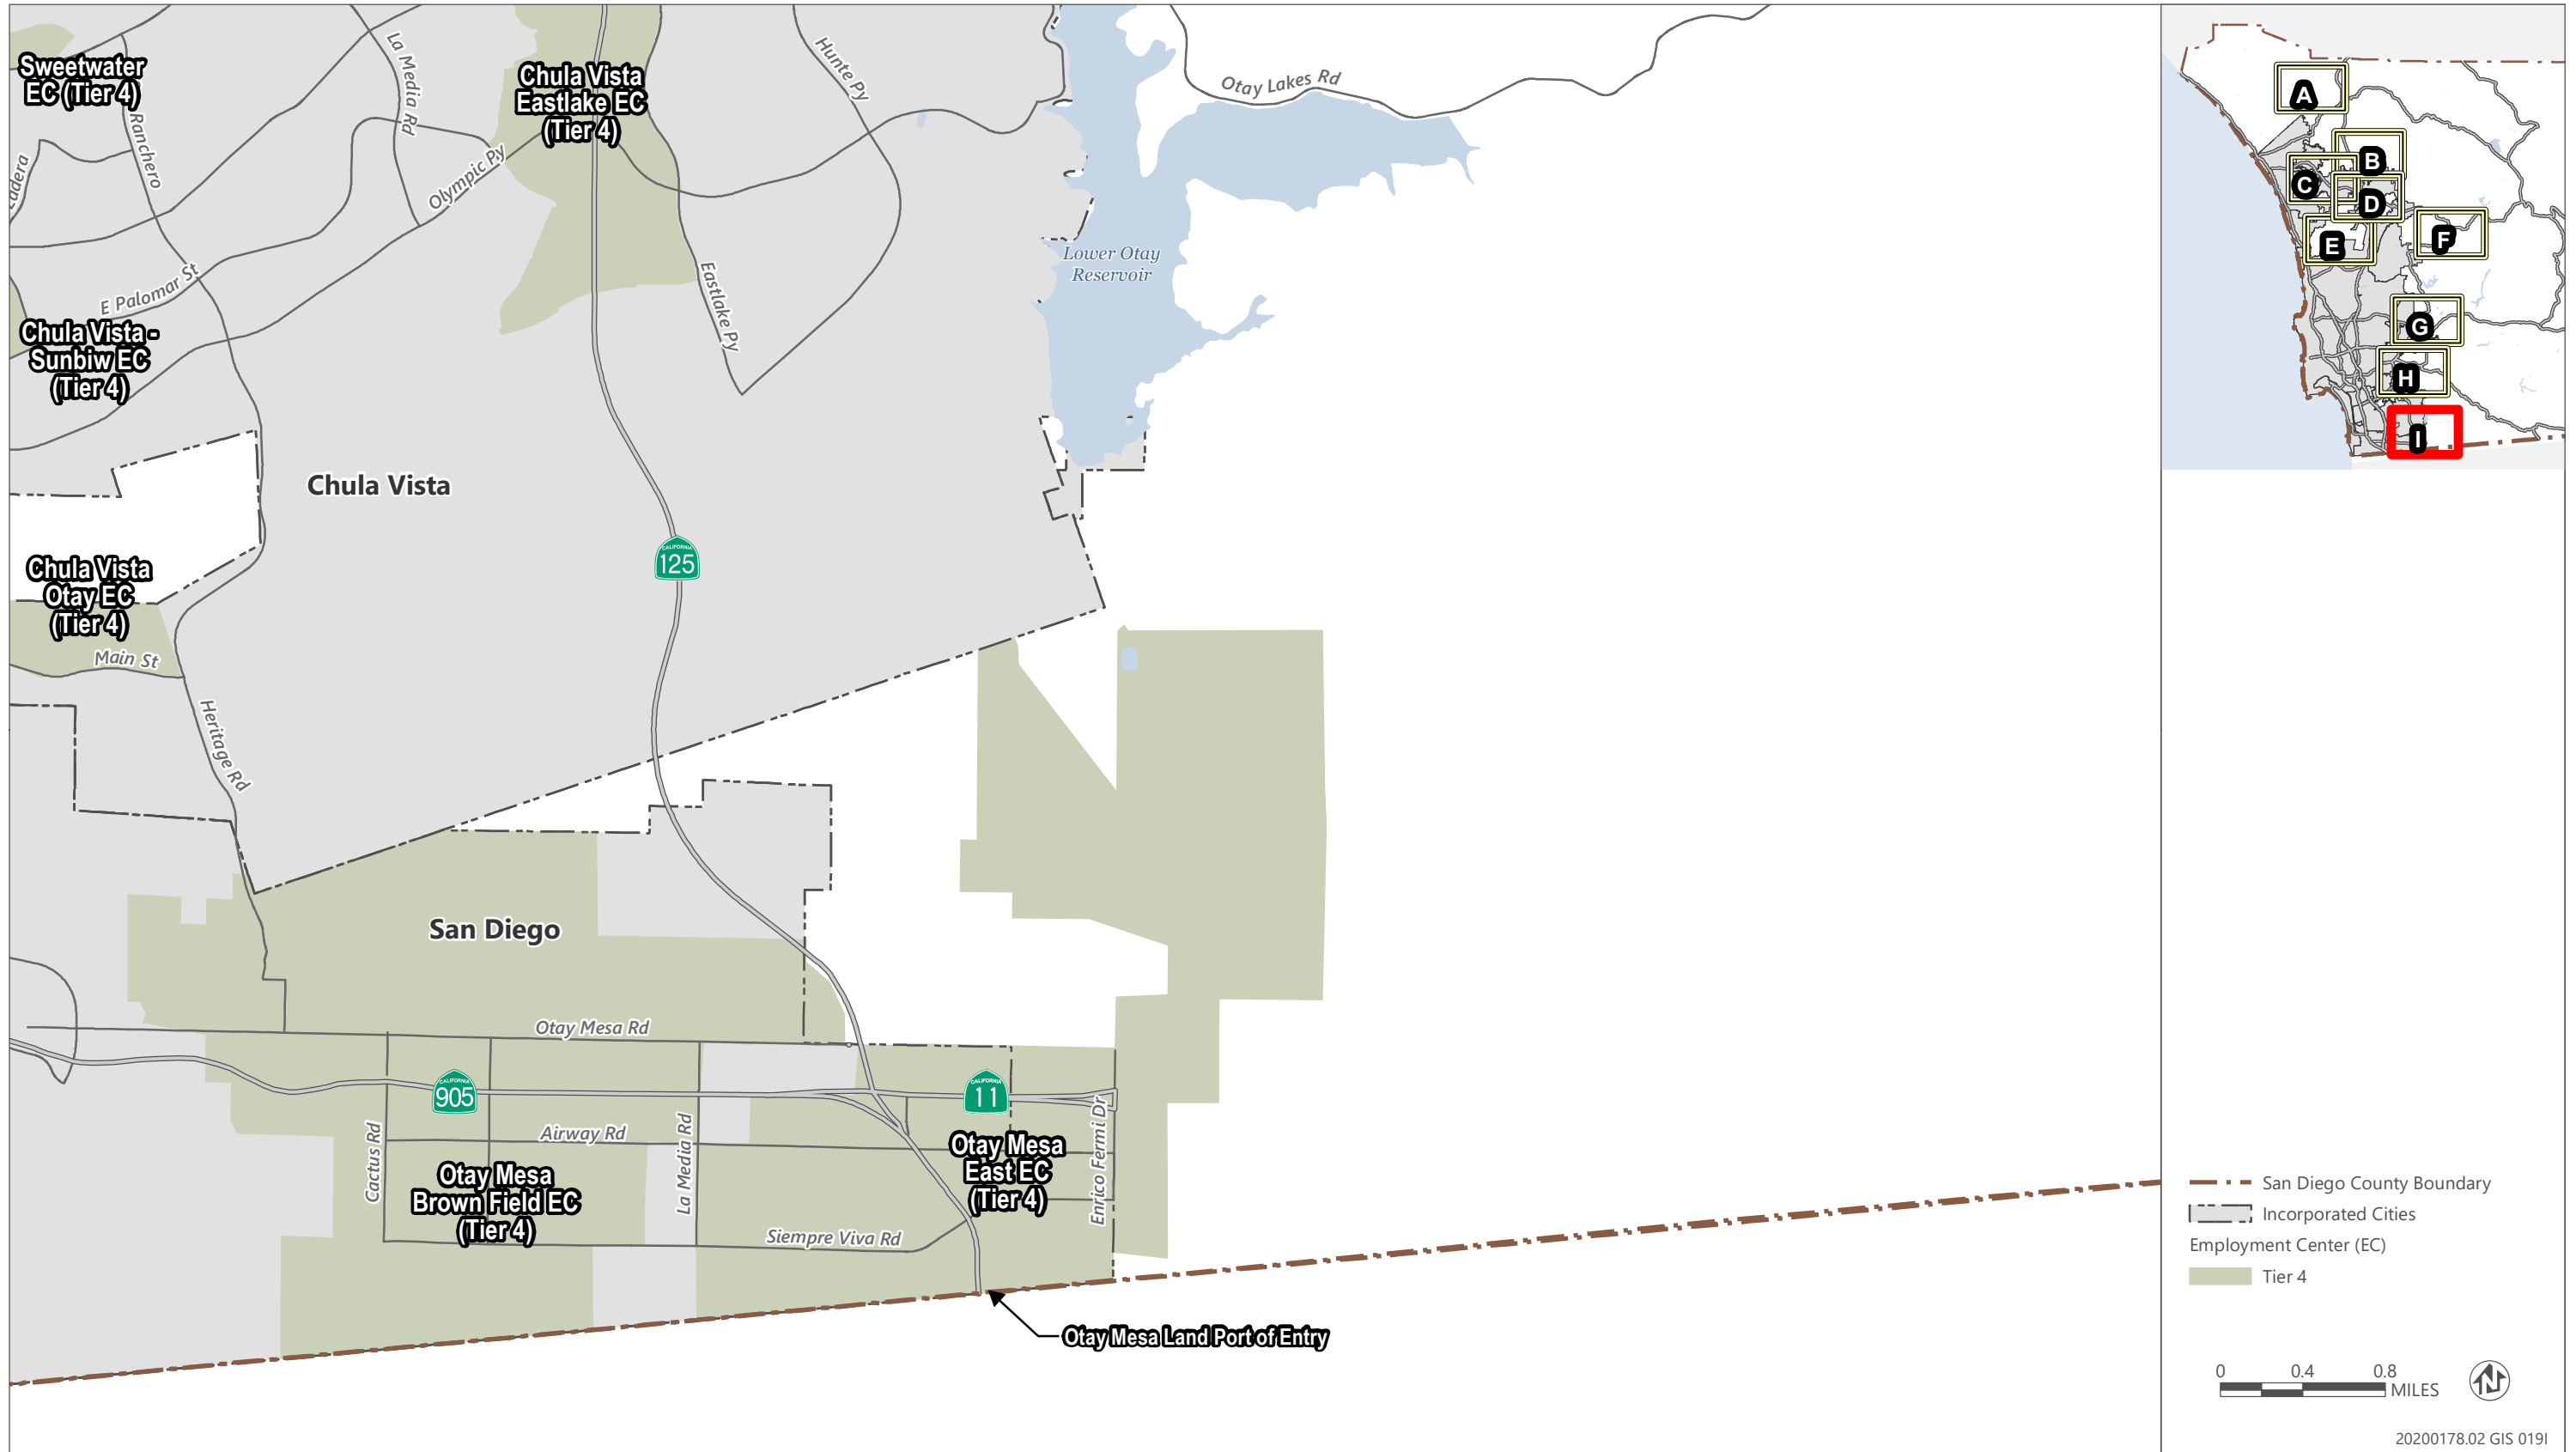 Sweetwater
EC (Tier 4)
La Media Rd
Chula Vista
Eastlake EC
(Tier 4)
Hunte Py
Otay Lakes Rd
Ranchero
Olympic Py
Lower Otay
Reservoir
E Palomar St
Eastlake Py
Chula Vista -
Sunbiw EC
(Tier 4)
Chula Vista
CALIFORNIA
125
Chula Vista
Otay EC
(Tier 4)
Main St
Heritage Rd
San Diego
Otay Mesa Rd
CALIFORNIA
905
CALIFORNIA
11
Cactus Rd
Airway Rd
La Media Rd
Otay Mesa
East EC
(Tier 4)
Enrico Fermi Dr
Otay Mesa
Brown Field EC
(Tier 4)
Siempre Viva Rd
Otay Mesa Land Port of Entry
A
B
C
D
E
F
G
H
I
San Diego County Boundary
Incorporated Cities
Employment Center (EC)
Tier 4
0 0.4 0.8
MILES
N
20200178.02 GIS 019I